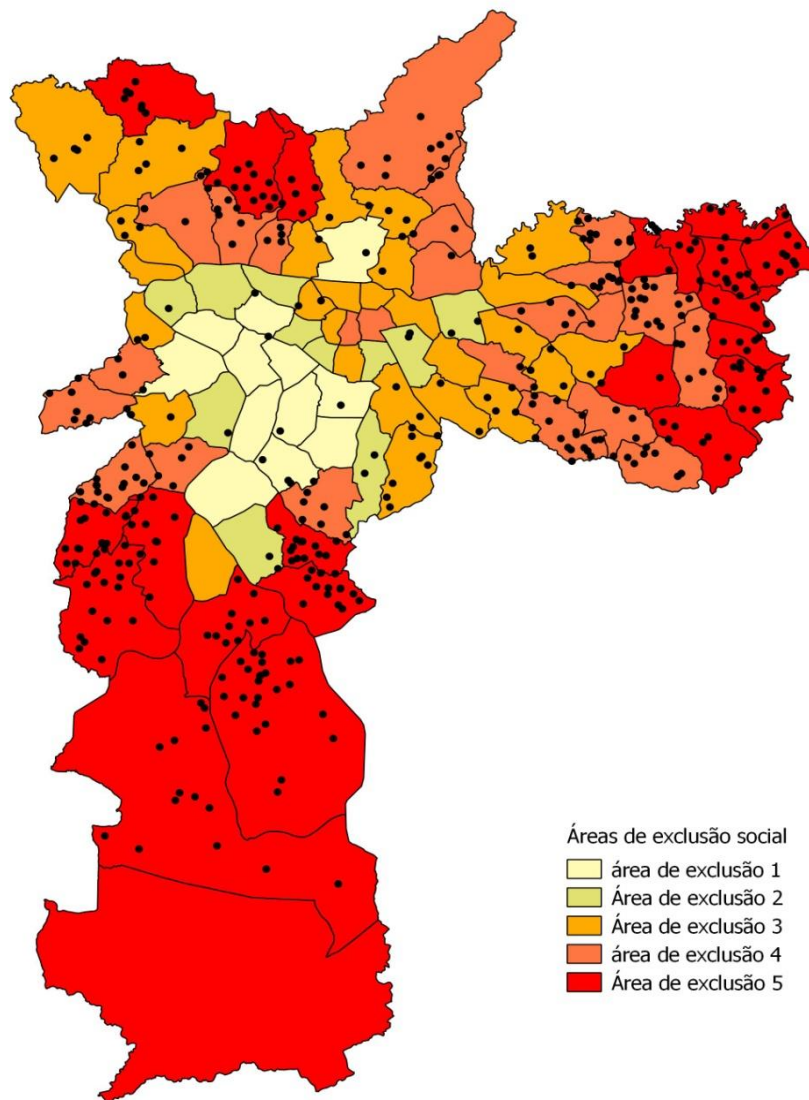 Áreas de exclusão social
área de exclusão 1
Área de exclusão 2
Área de exclusão 3
área de exclusão 4
Área de exclusão 5